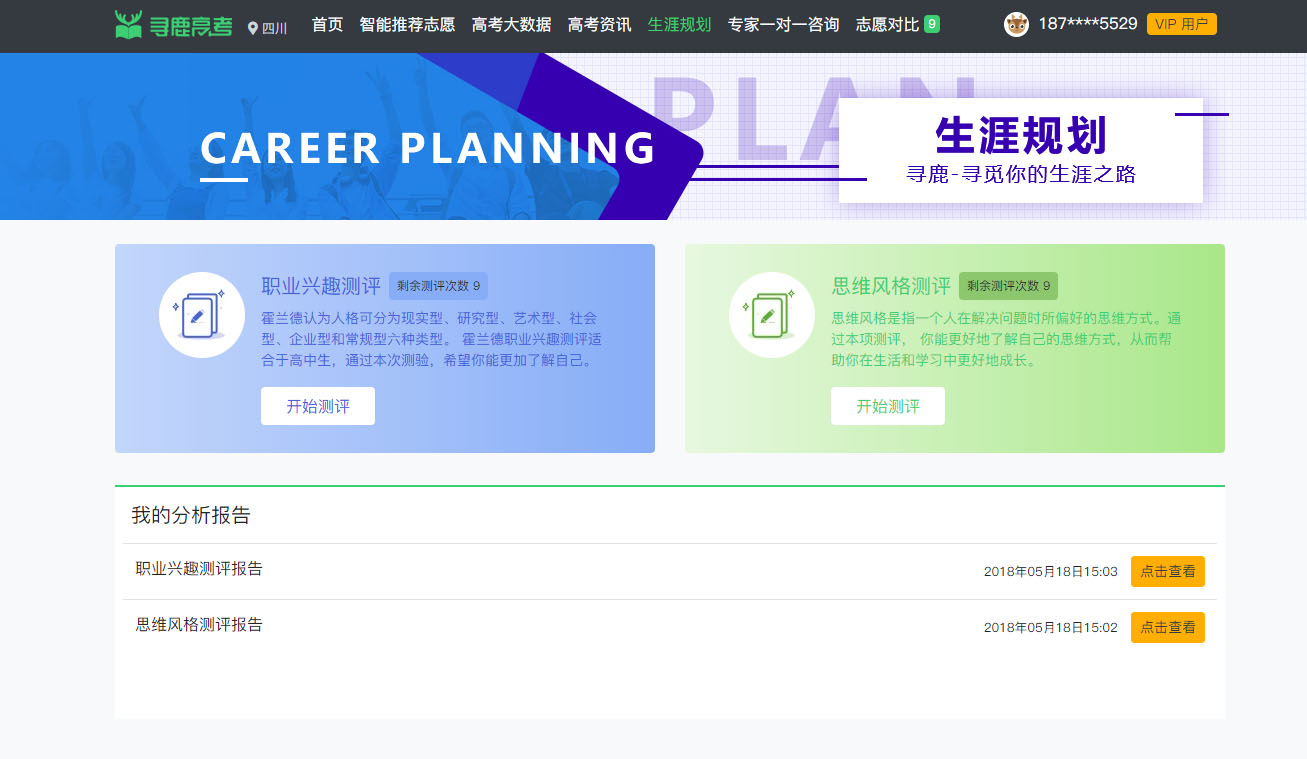 寻鹿高考 四川 首页 智能推荐志愿 高考大数据 高考资讯 生涯规划 专家一对一咨询 志愿对比 9 187****5529 VIP 用户
PLAN
CAREER PLANNING
生涯规划
寻鹿-寻觅你的生涯之路
职业兴趣测评 剩余测评次数 9
霍兰德认为人格可分为现实型、研究型、艺术型、社会
型、企业型和常规型六种类型。 霍兰德职业兴趣测评适
合于高中生，通过本次测验，希望你能更加了解自己。
开始测评
思维风格测评 剩余测评次数 9
思维风格是指一个人在解决问题时所偏好的思维方式。通
过本项测评， 你能更好地了解自己的思维方式，从而帮
助你在生活和学习中更好地成长。
开始测评
我的分析报告
职业兴趣测评报告 2018年05月18日15:03 点击查看
思维风格测评报告 2018年05月18日15:02 点击查看